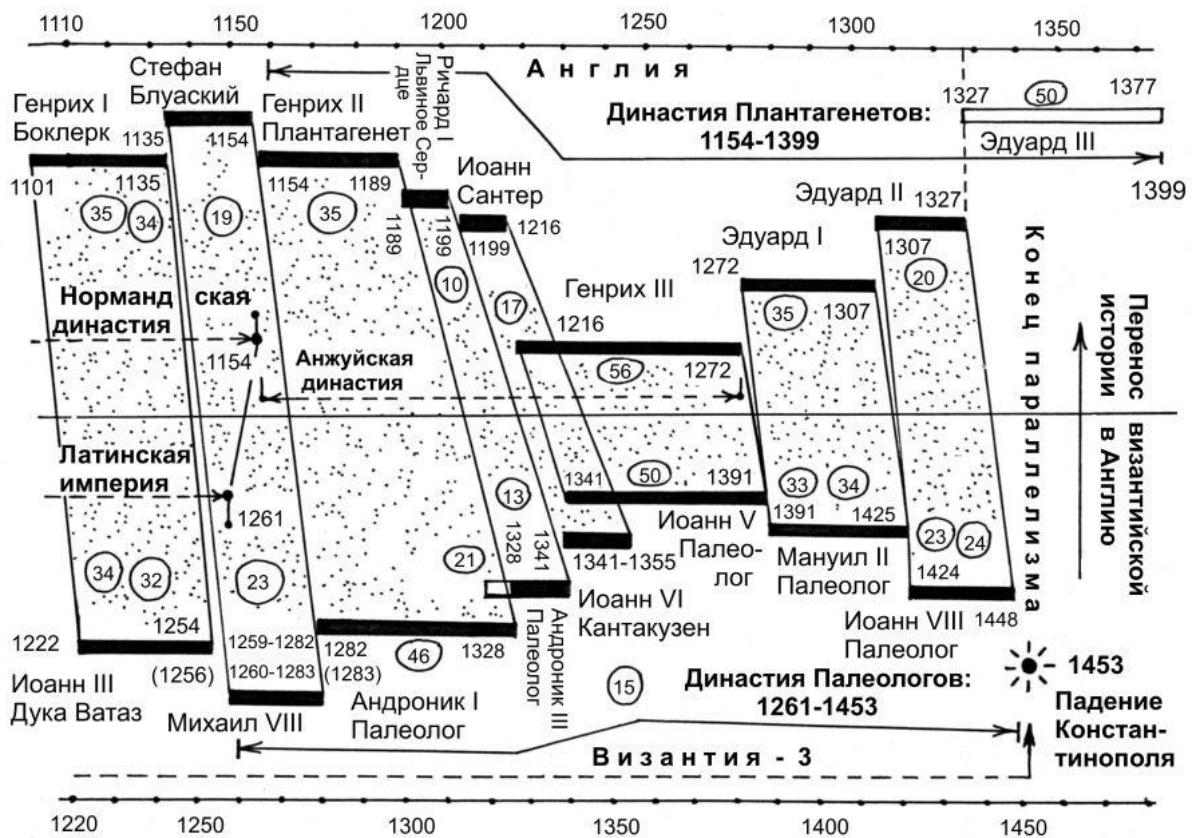 1110 1150 1200 1250 1300 1350
Англия
Стефан
Блуаский
Генрих I
Боклерк
Генрих II
Плантагенет
Ричард I
Львиное Сер-
дце
Династия Плантагенетов:
1154-1399
1327 50 1377
Эдуард III
1399
1135
1154
1101
1135
35 34
19
1154 1189
35
1189
1199
10
Иоанн
Сантер
1216
1199
17
Генрих III
1216
56
1272
Эдуард I
1272
35
1307
Эдуард II
1327
1307
20
Норманд ская
династия
1154
Анжуйская
династия
Латинская
империя
1261
Конец параллелизма
Перенос византийской
истории в Англию
34 32
1222
1254
(1256)
Иоанн III
Дука Ватаз
23
1259-1282
1260-1283
Михаил VIII
1282
(1283)
46
1328
Андроник I
Палеолог
21
13
1328
1341
Андроник III
Палеолог
1341-1355
Иоанн VI
Кантакузен
1341
50
1391
Иоанн V
Палео-
лог
33 34
1391
1425
Мануил II
Палеолог
23 24
1424
1448
Иоанн VIII
Палеолог
15
Династия Палеологов:
1261-1453
1453
Падение
Констан-
тинополя
Византия - 3
1220 1250 1300 1350 1400 1450